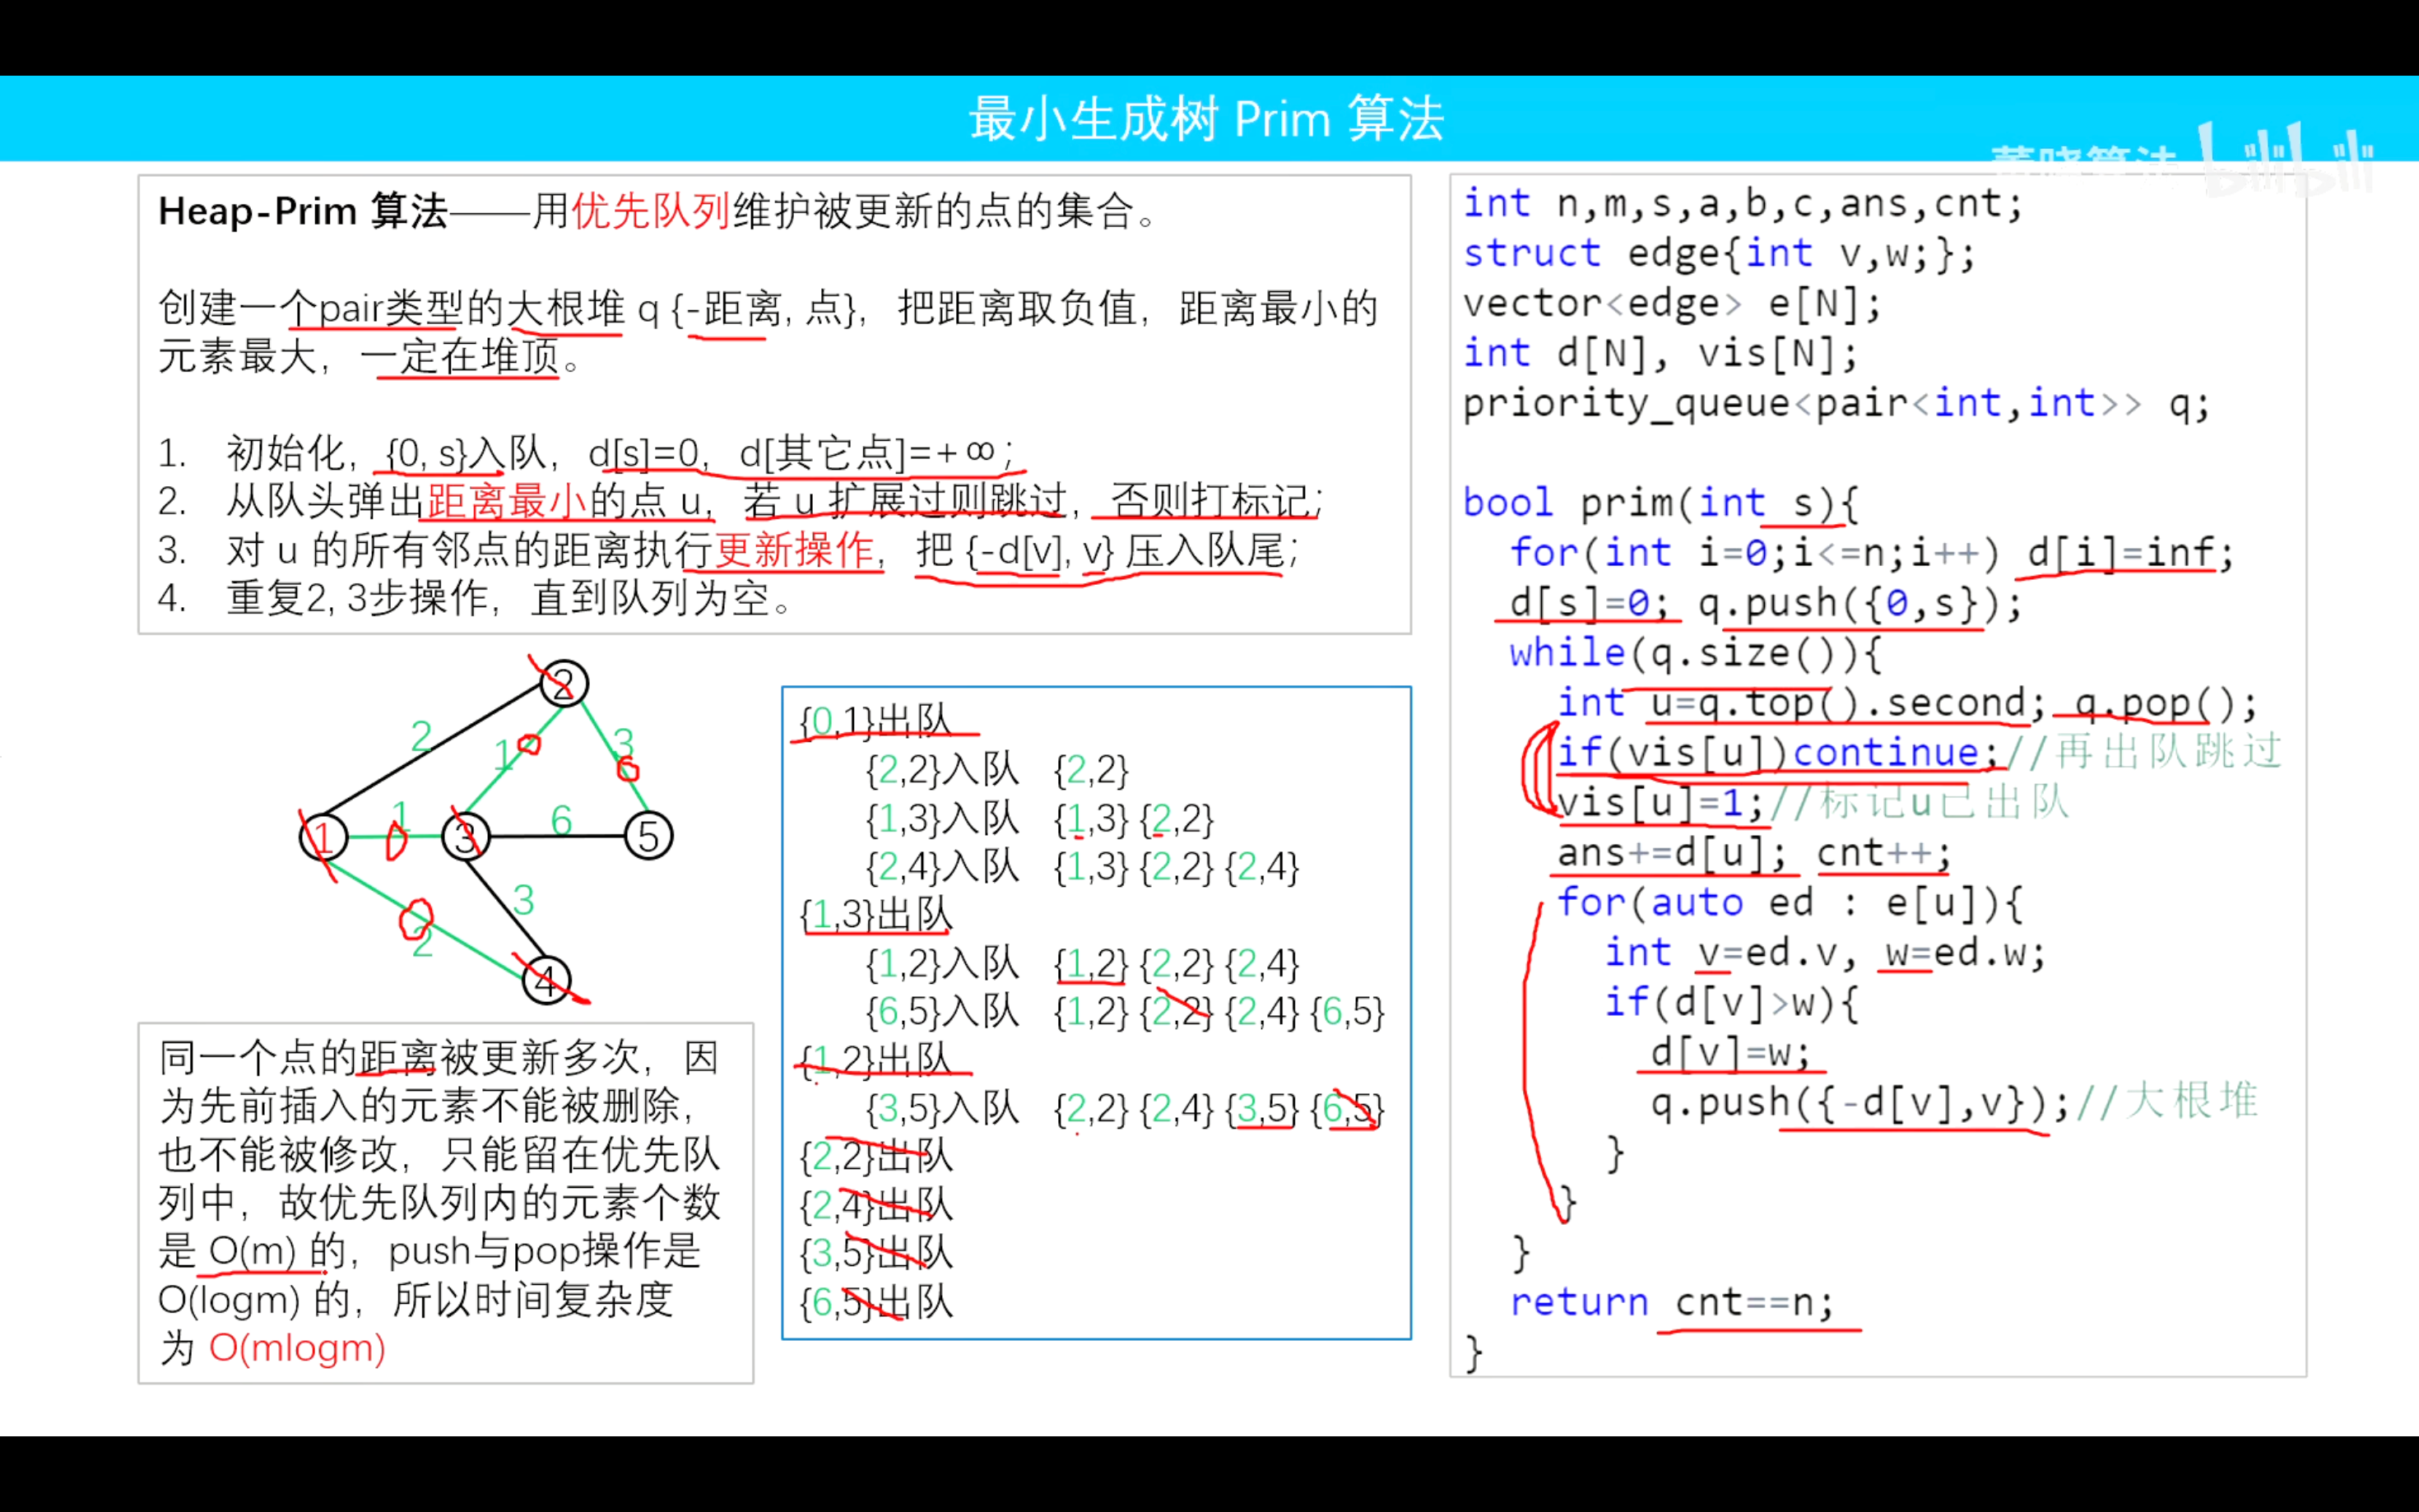 最小生成树 Prim 算法
董晓算法 bilibili
Heap-Prim 算法——用优先队列维护被更新的点的集合。
创建一个pair类型的大根堆 q {-距离, 点}，把距离取负值，距离最小的
元素最大，一定在堆顶。
1. 初始化，{0, s}入队，d[s]=0，d[其它点]=+∞；
2. 从队头弹出距离最小的点 u，若 u 扩展过则跳过，否则打标记；
3. 对 u 的所有邻点的距离执行更新操作，把 {-d[v], v} 压入队尾；
4. 重复2, 3步操作，直到队列为空。
2
2
1
3
1
1
3
6
5
3
2
4
同一个点的距离被更新多次，因
为先前插入的元素不能被删除，
也不能被修改，只能留在优先队
列中，故优先队列内的元素个数
是 O(m) 的，push与pop操作是
O(logm) 的，所以时间复杂度
为 O(mlogm)
{0,1}出队
{2,2}入队 {2,2}
{1,3}入队 {1,3} {2,2}
{2,4}入队 {1,3} {2,2} {2,4}
{1,3}出队
{1,2}入队 {1,2} {2,2} {2,4}
{6,5}入队 {1,2} {2,2} {2,4} {6,5}
{1,2}出队
{3,5}入队 {2,2} {2,4} {3,5} {6,5}
{2,2}出队
{2,4}出队
{3,5}出队
{6,5}出队
int n,m,s,a,b,c,ans,cnt;
struct edge{int v,w;};
vector<edge> e[N];
int d[N], vis[N];
priority_queue<pair<int,int>> q;
bool prim(int s){
for(int i=0;i<=n;i++) d[i]=inf;
d[s]=0; q.push({0,s});
while(q.size()){
int u=q.top().second; q.pop();
if(vis[u])continue;//再出队跳过
vis[u]=1;//标记u已出队
ans+=d[u]; cnt++;
for(auto ed : e[u]){
int v=ed.v, w=ed.w;
if(d[v]>w){
d[v]=w;
q.push({-d[v],v});//大根堆
}
}
}
return cnt==n;
}